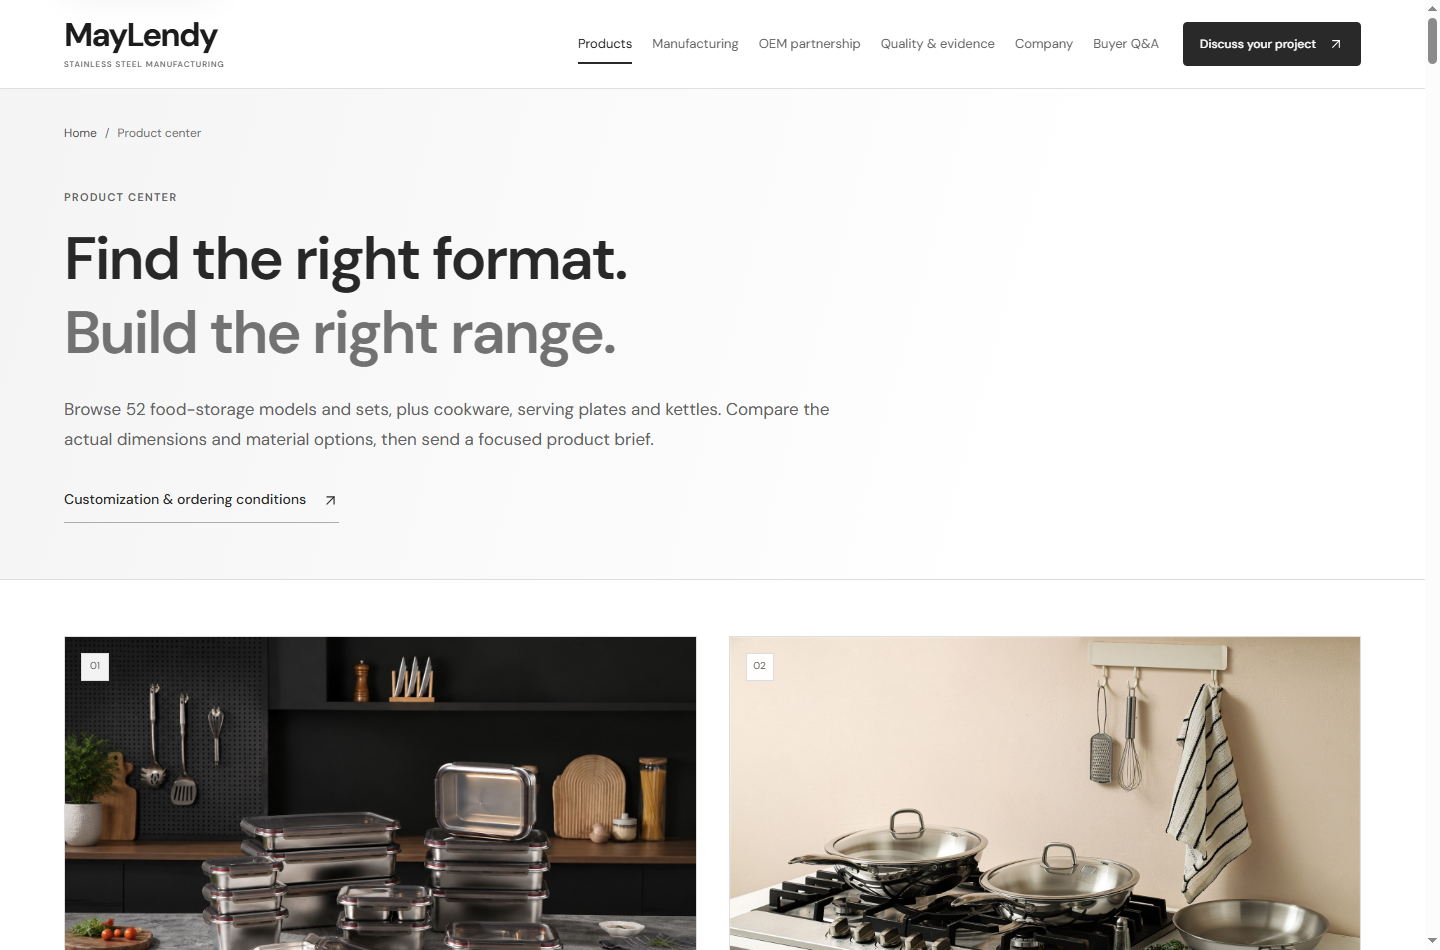 MayLendy
STAINLESS STEEL MANUFACTURING
Products
Manufacturing
OEM partnership
Quality & evidence
Company
Buyer Q&A
Discuss your project
Home / Product center
PRODUCT CENTER
Find the right format.
Build the right range.
Browse 52 food-storage models and sets, plus cookware, serving plates and kettles. Compare the
actual dimensions and material options, then send a focused product brief.
Customization & ordering conditions
01
02